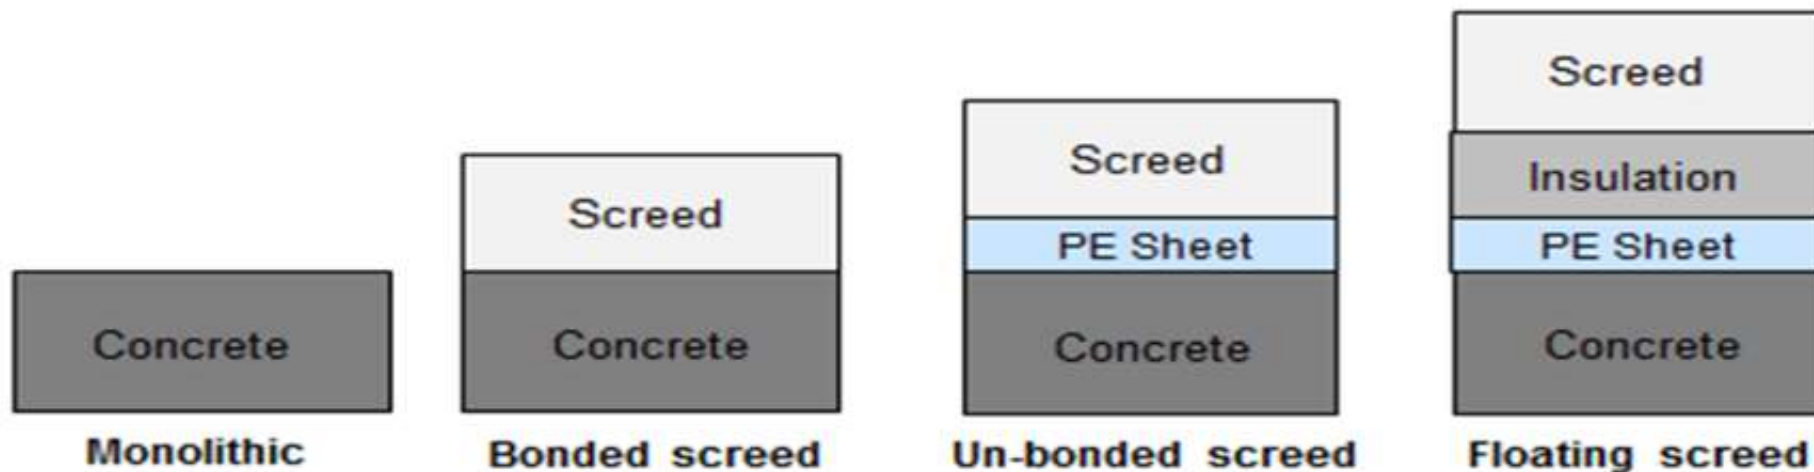 Screed
Insulation
PE Sheet
Concrete
Floating screed
Screed
PE Sheet
Concrete
Un-bonded screed
Screed
Concrete
Bonded screed
Concrete
Monolithic